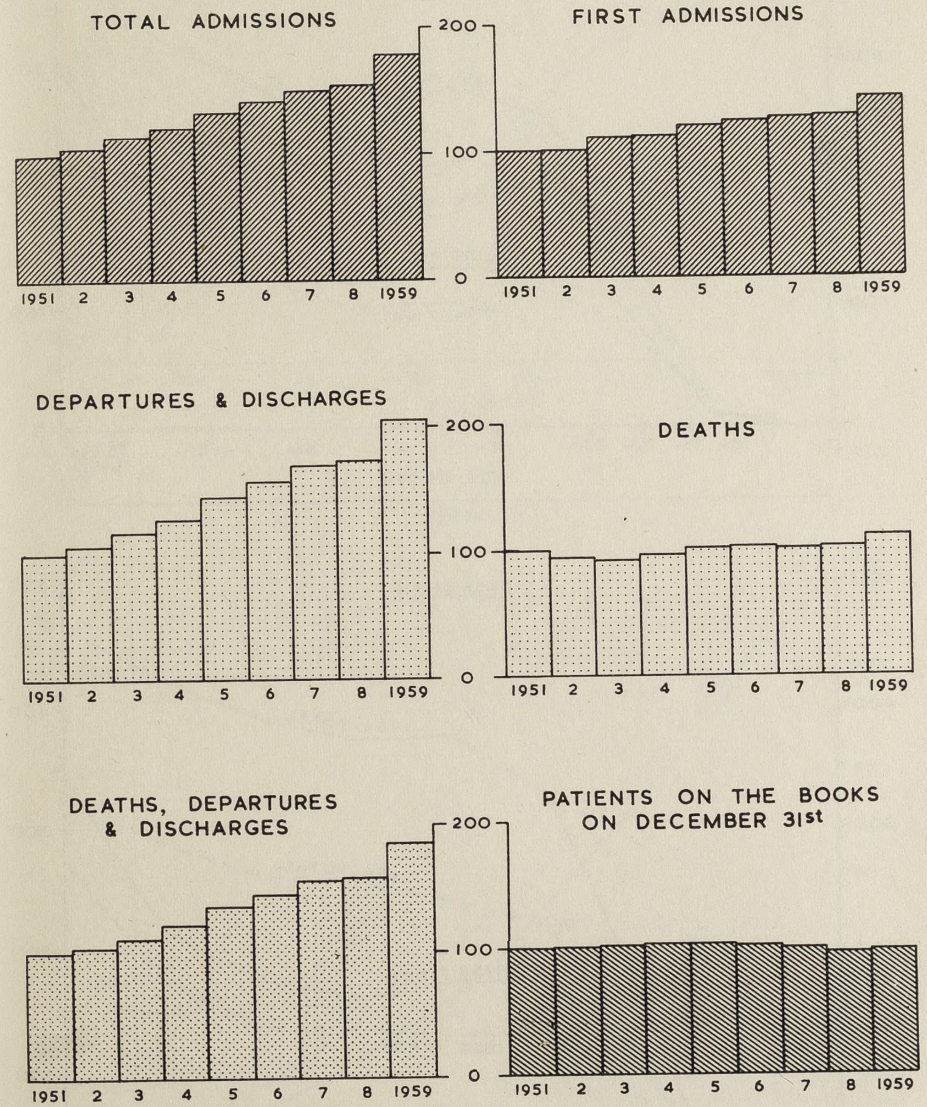 TOTAL ADMISSIONS
FIRST ADMISSIONS
200
100
0
1951 2 3 4 5 6 7 8 1959
1951 2 3 4 5 6 7 8 1959
DEPARTURES & DISCHARGES
DEATHS
200
100
0
1951 2 3 4 5 6 7 8 1959
1951 2 3 4 5 6 7 8 1959
DEATHS, DEPARTURES
& DISCHARGES
PATIENTS ON THE BOOKS
ON DECEMBER 31st
200
100
0
1951 2 3 4 5 6 7 8 1959
1951 2 3 4 5 6 7 8 1959